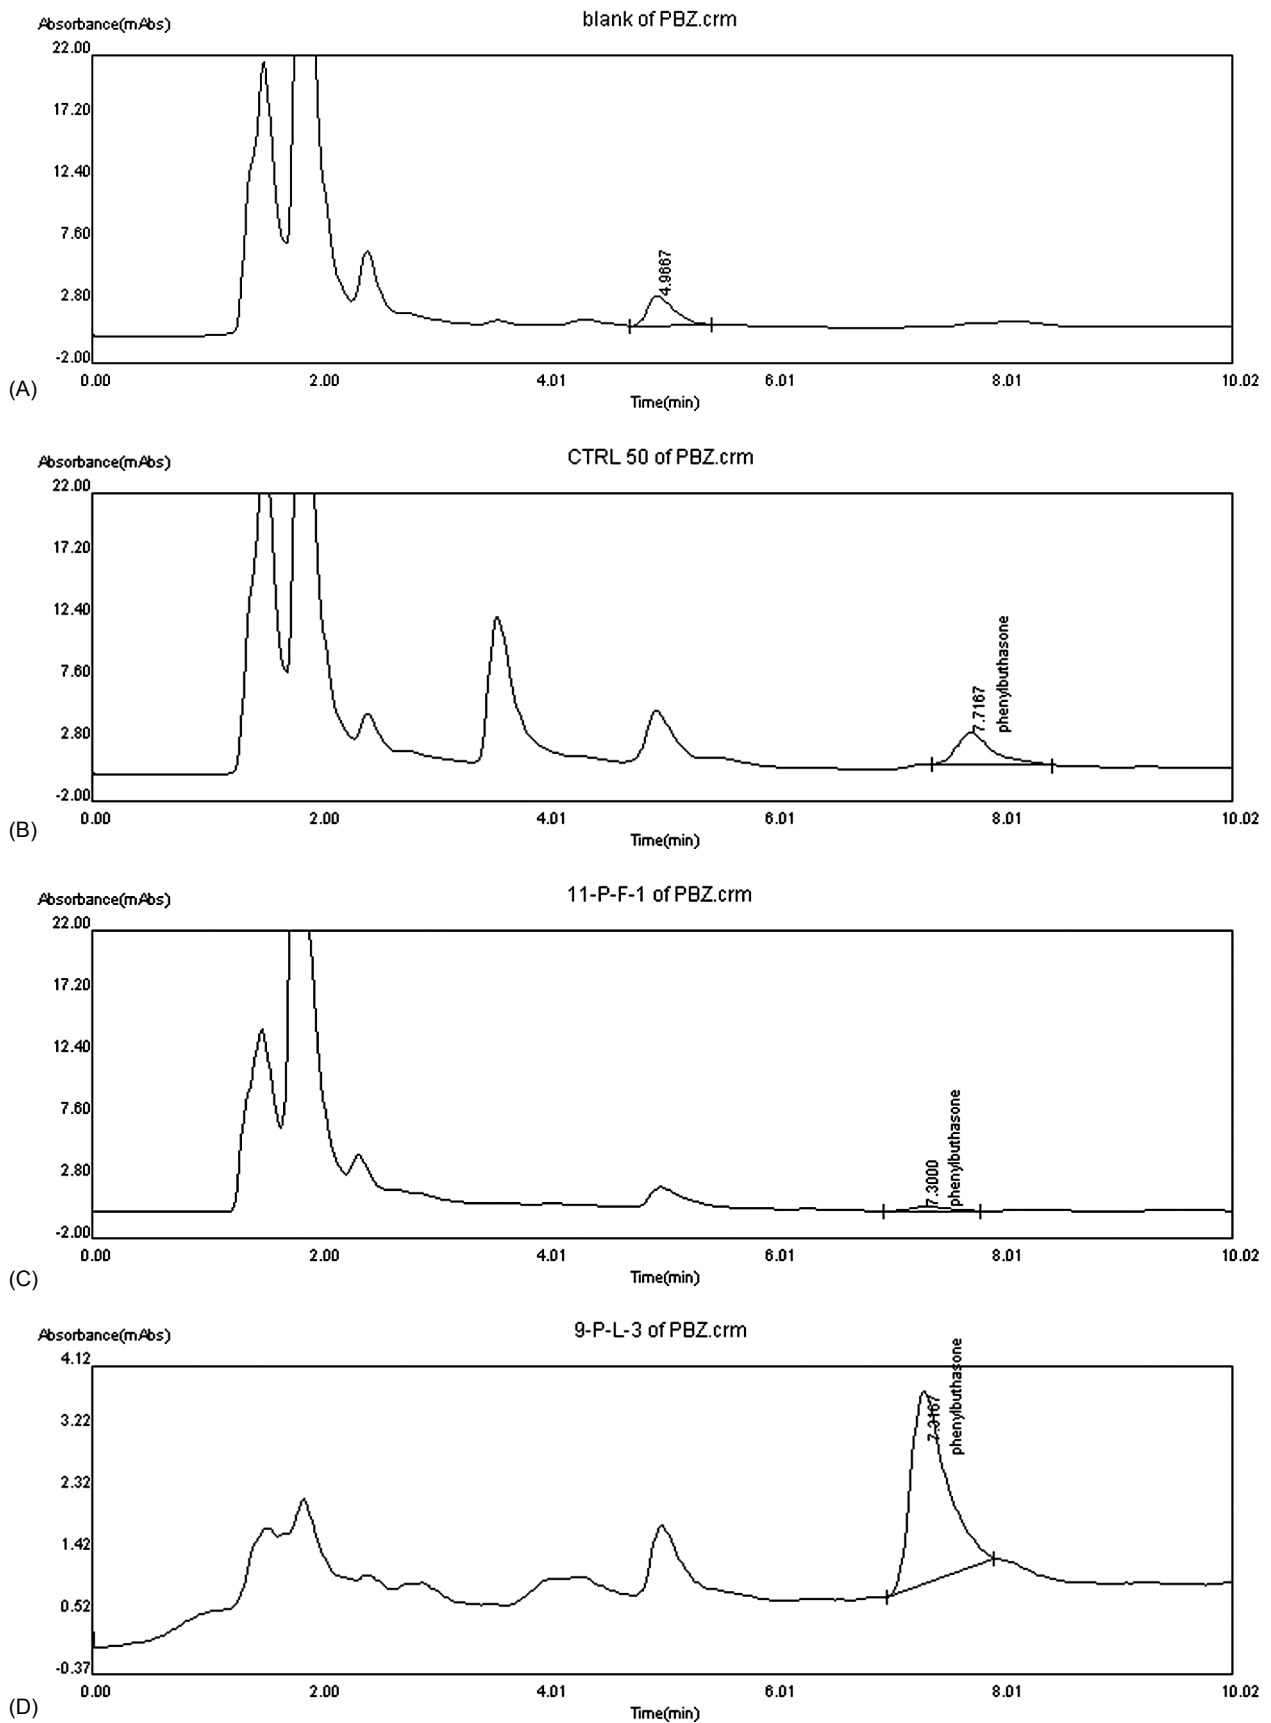 blank of PBZ.crm
Absorbance(mAbs)
22.00
17.20
12.40
7.60
2.80
-2.00
4.9667
0.00 2.00 4.01 6.01 8.01 10.02
(A)
Time(min)
CTRL 50 of PBZ.crm
Absorbance(mAbs)
22.00
17.20
12.40
7.60
2.80
-2.00
7.7167
phenylbuthasone
0.00 2.00 4.01 6.01 8.01 10.02
(B)
Time(min)
11-P-F-1 of PBZ.crm
Absorbance(mAbs)
22.00
17.20
12.40
7.60
2.80
-2.00
7.3000
phenylbuthasone
0.00 2.00 4.01 6.01 8.01 10.02
(C)
Time(min)
9-P-L-3 of PBZ.crm
Absorbance(mAbs)
4.12
3.22
2.32
1.42
0.52
-0.37
7.3167
phenylbuthasone
0.00 2.00 4.01 6.01 8.01 10.02
(D)
Time(min)